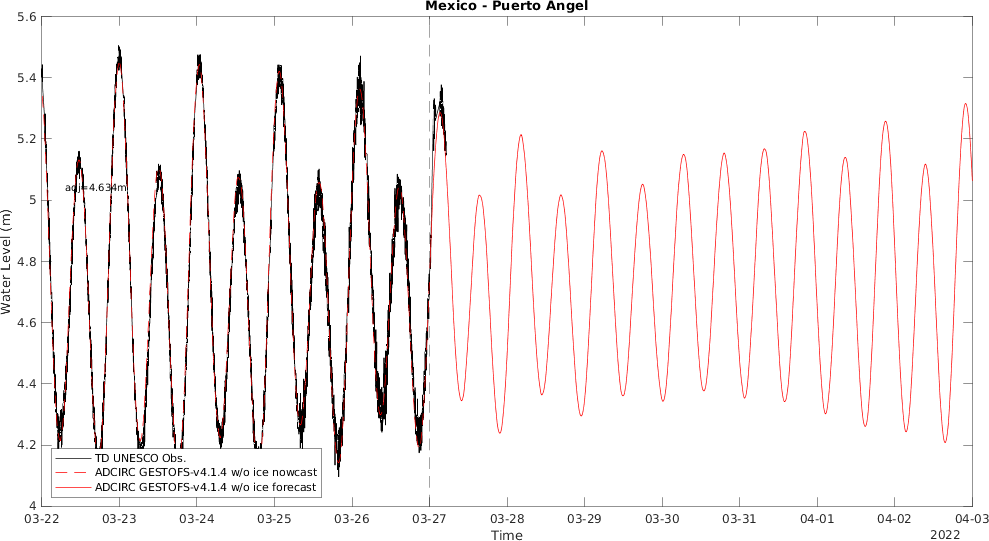 Mexico - Puerto Angel
Water Level (m)
5.6
5.4
5.2
5
4.8
4.6
4.4
4.2
4
adj=4.634m
TD UNESCO Obs.
ADCIRC GESTOFS-v4.1.4 w/o ice nowcast
ADCIRC GESTOFS-v4.1.4 w/o ice forecast
03-22 03-23 03-24 03-25 03-26 03-27 03-28 03-29 03-30 03-31 04-01 04-02 04-03
Time
2022